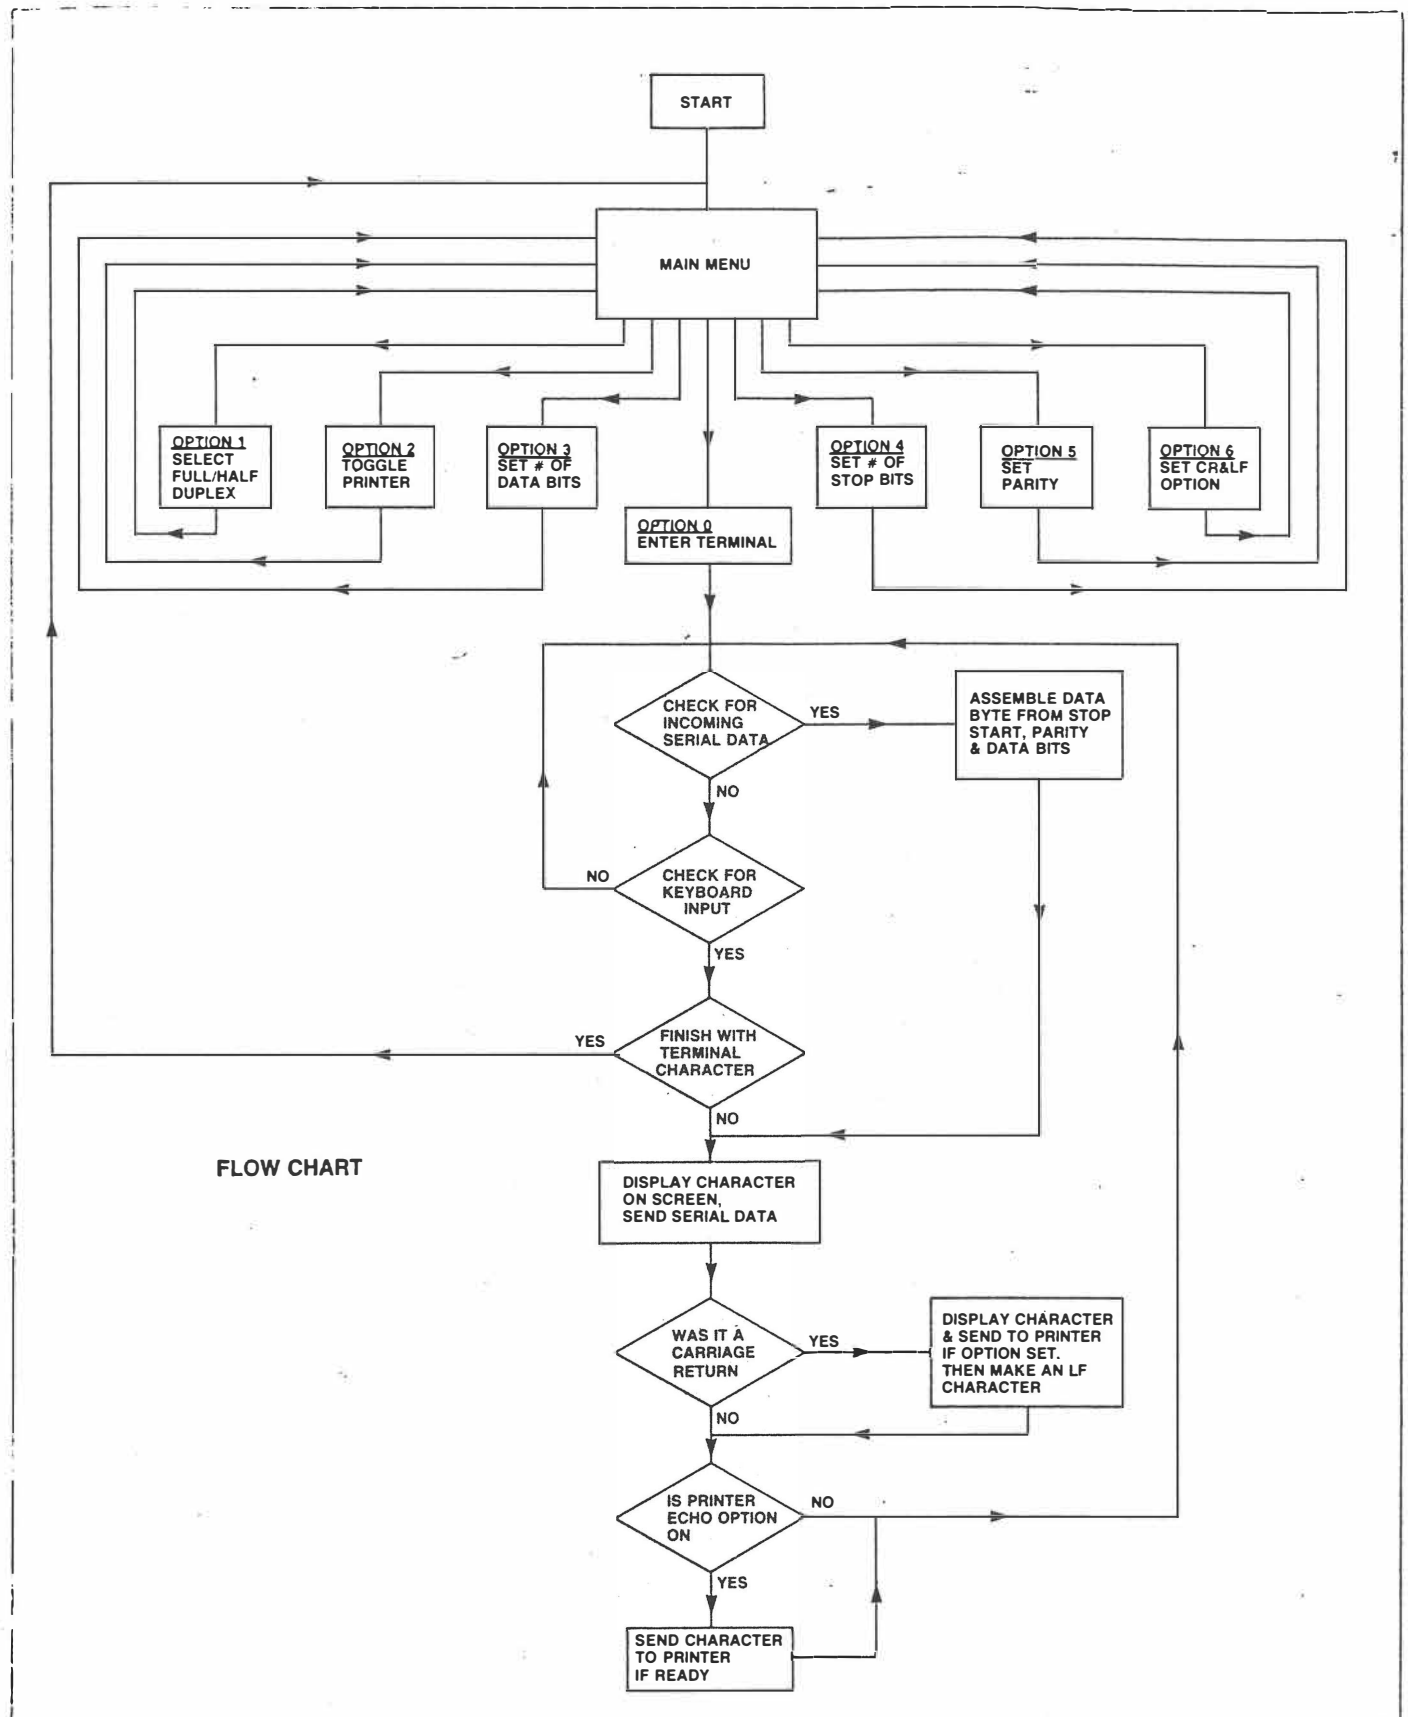 START
MAIN MENU
OPTION 1
SELECT
FULL/HALF
DUPLEX
OPTION 2
TOGGLE
PRINTER
OPTION 3
SET # OF
DATA BITS
OPTION 4
SET # OF
STOP BITS
OPTION 5
SET
PARITY
OPTION 6
SET CR&LF
OPTION
OPTION 0
ENTER TERMINAL
CHECK FOR
INCOMING
SERIAL DATA
YES
ASSEMBLE DATA
BYTE FROM STOP
START, PARITY
& DATA BITS
NO
NO
CHECK FOR
KEYBOARD
INPUT
YES
YES
FINISH WITH
TERMINAL
CHARACTER
NO
FLOW CHART
DISPLAY CHARACTER
ON SCREEN,
SEND SERIAL DATA
WAS IT A
CARRIAGE
RETURN
YES
DISPLAY CHARACTER
& SEND TO PRINTER
IF OPTION SET.
THEN MAKE AN LF
CHARACTER
NO
IS PRINTER
ECHO OPTION
ON
NO
YES
SEND CHARACTER
TO PRINTER
IF READY